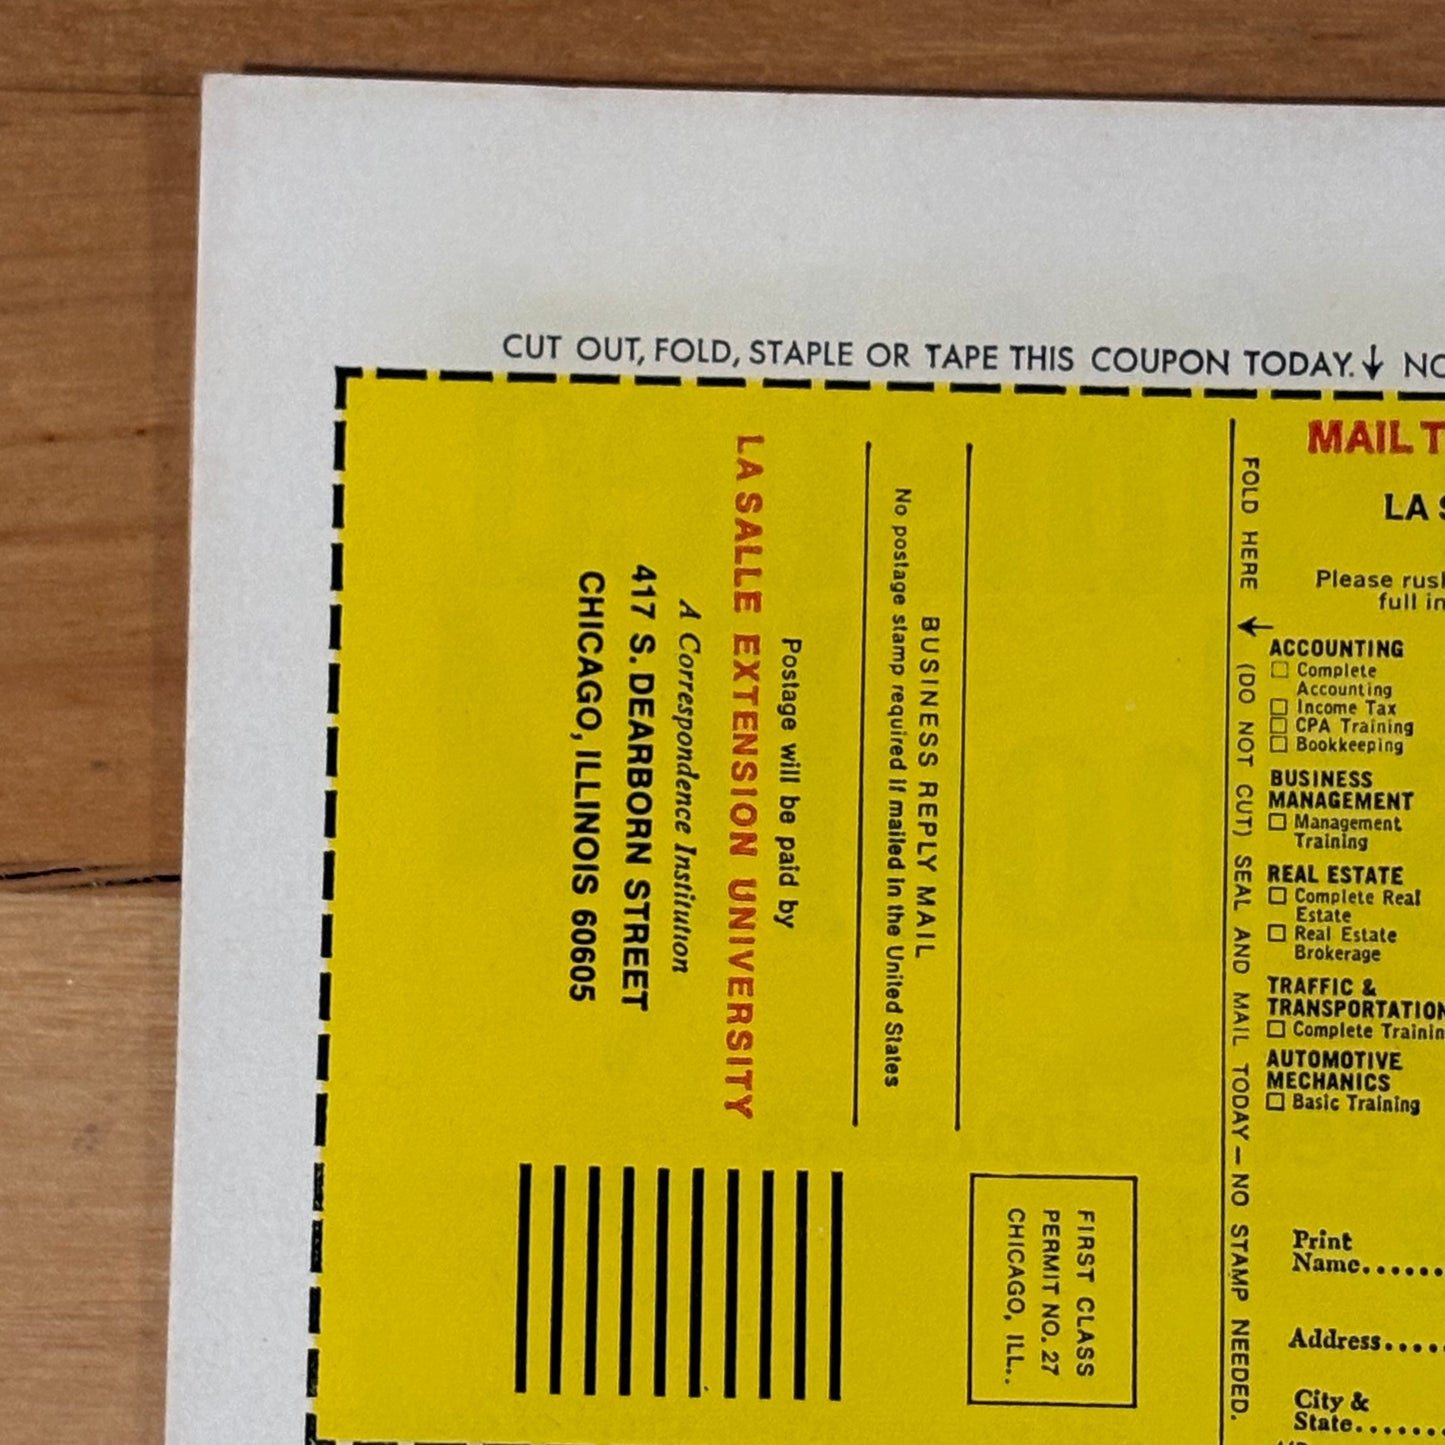 CUT OUT, FOLD, STAPLE OR TAPE THIS COUPON TODAY.↓
BUSINESS REPLY MAIL
No postage stamp required if mailed in the United States
Postage will be paid by
LA SALLE EXTENSION UNIVERSITY
A Correspondence Institution
417 S. DEARBORN STREET
CHICAGO, ILLINOIS 60605
FIRST CLASS
PERMIT NO. 27
CHICAGO, ILL..
FOLD HERE ↓ (DO NOT CUT) SEAL AND MAIL TODAY — NO STAMP NEEDED.
MAIL
LA
Please
full
ACCOUNTING
☐ Complete
Accounting
☐ Income Tax
☐ CPA Training
☐ Bookkeeping
BUSINESS
MANAGEMENT
☐ Management
Training
REAL ESTATE
☐ Complete Real
Estate
☐ Real Estate
Brokerage
TRAFFIC &
TRANSPORTATION
☐ Complete
AUTOMOTIVE
MECHANICS
☐ Basic Training
Print
Name......
Address.....
City &
State......